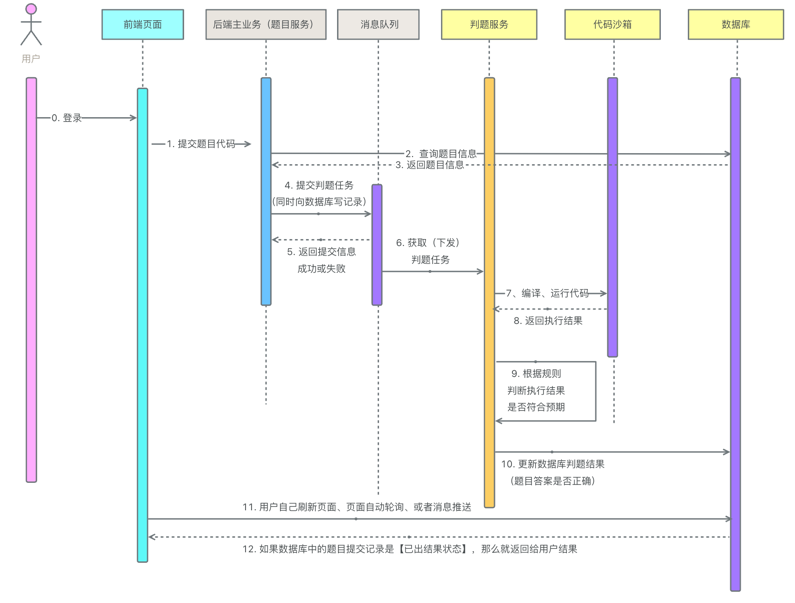 前端页面
后端主业务（题目服务）
消息队列
判题服务
代码沙箱
数据库
用户
0. 登录
1. 提交题目代码
2. 查询题目信息
3. 返回题目信息
4. 提交判题任务
（同时向数据库写记录）
5. 返回提交信息
成功或失败
6. 获取（下发）
判题任务
7、编译、运行代码
8. 返回执行结果
9. 根据规则
判断执行结果
是否符合预期
10. 更新数据库判题结果
（题目答案是否正确）
11. 用户自己刷新页面、页面自动轮询、或者消息推送
12. 如果数据库中的题目提交记录是【已出结果状态】，那么就返回给用户结果